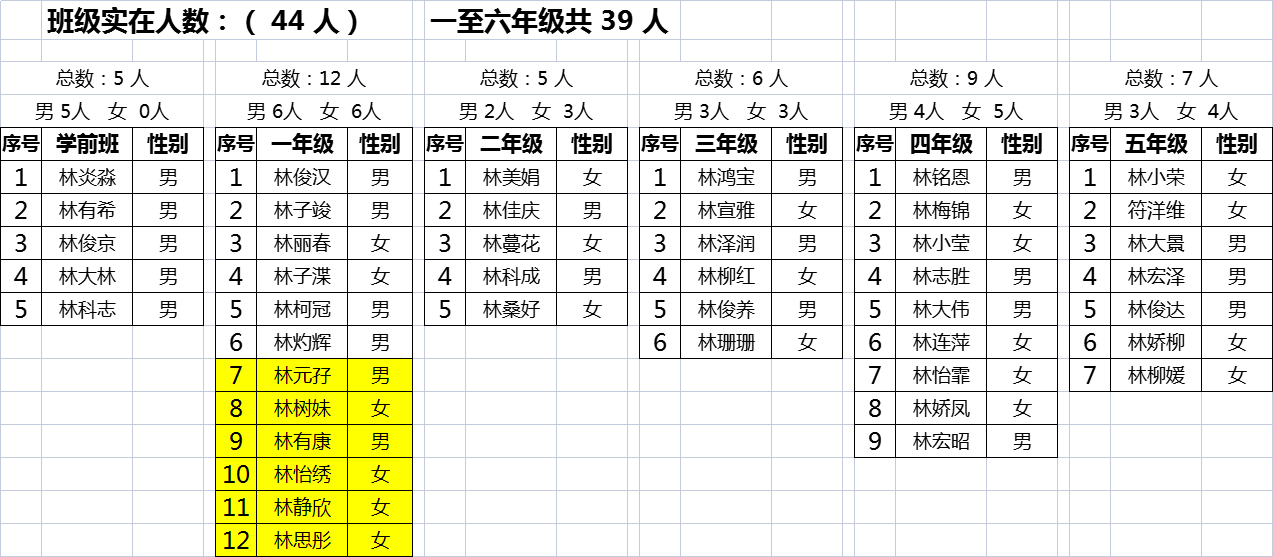 班级实在人数：（ 44 人） 一至六年级共 39 人
总数：5 人 总数：12 人 总数：5 人 总数：6 人 总数：9 人 总数：7 人
男 5人 女 0人 男 6人 女 6人 男 2人 女 3人 男 3人 女 3人 男 4人 女 5人 男 3人 女 4人
序号 学前班 性别 序号 一年级 性别 序号 二年级 性别 序号 三年级 性别 序号 四年级 性别 序号 五年级 性别
1 林炎淼 男 1 林俊汉 男 1 林美娟 女 1 林鸿宝 男 1 林铭恩 男 1 林小荣 女
2 林有希 男 2 林子竣 男 2 林佳庆 男 2 林宣雅 女 2 林梅锦 女 2 符洋维 女
3 林俊京 男 3 林丽春 女 3 林蔓花 女 3 林泽润 男 3 林小莹 女 3 林大景 男
4 林大林 男 4 林子渫 女 4 林科成 男 4 林柳红 女 4 林志胜 男 4 林宏泽 男
5 林科志 男 5 林柯冠 男 5 林桑好 女 5 林俊养 男 5 林大伟 男 5 林俊达 男
6 林灼辉 男 6 林珊珊 女 6 林连萍 女 6 林娇柳 女
7 林元孖 男 7 林怡霏 女 7 林柳媛 女
8 林树妹 女 8 林娇凤 女
9 林有康 男 9 林宏昭 男
10 林怡绣 女
11 林静欣 女
12 林思彤 女